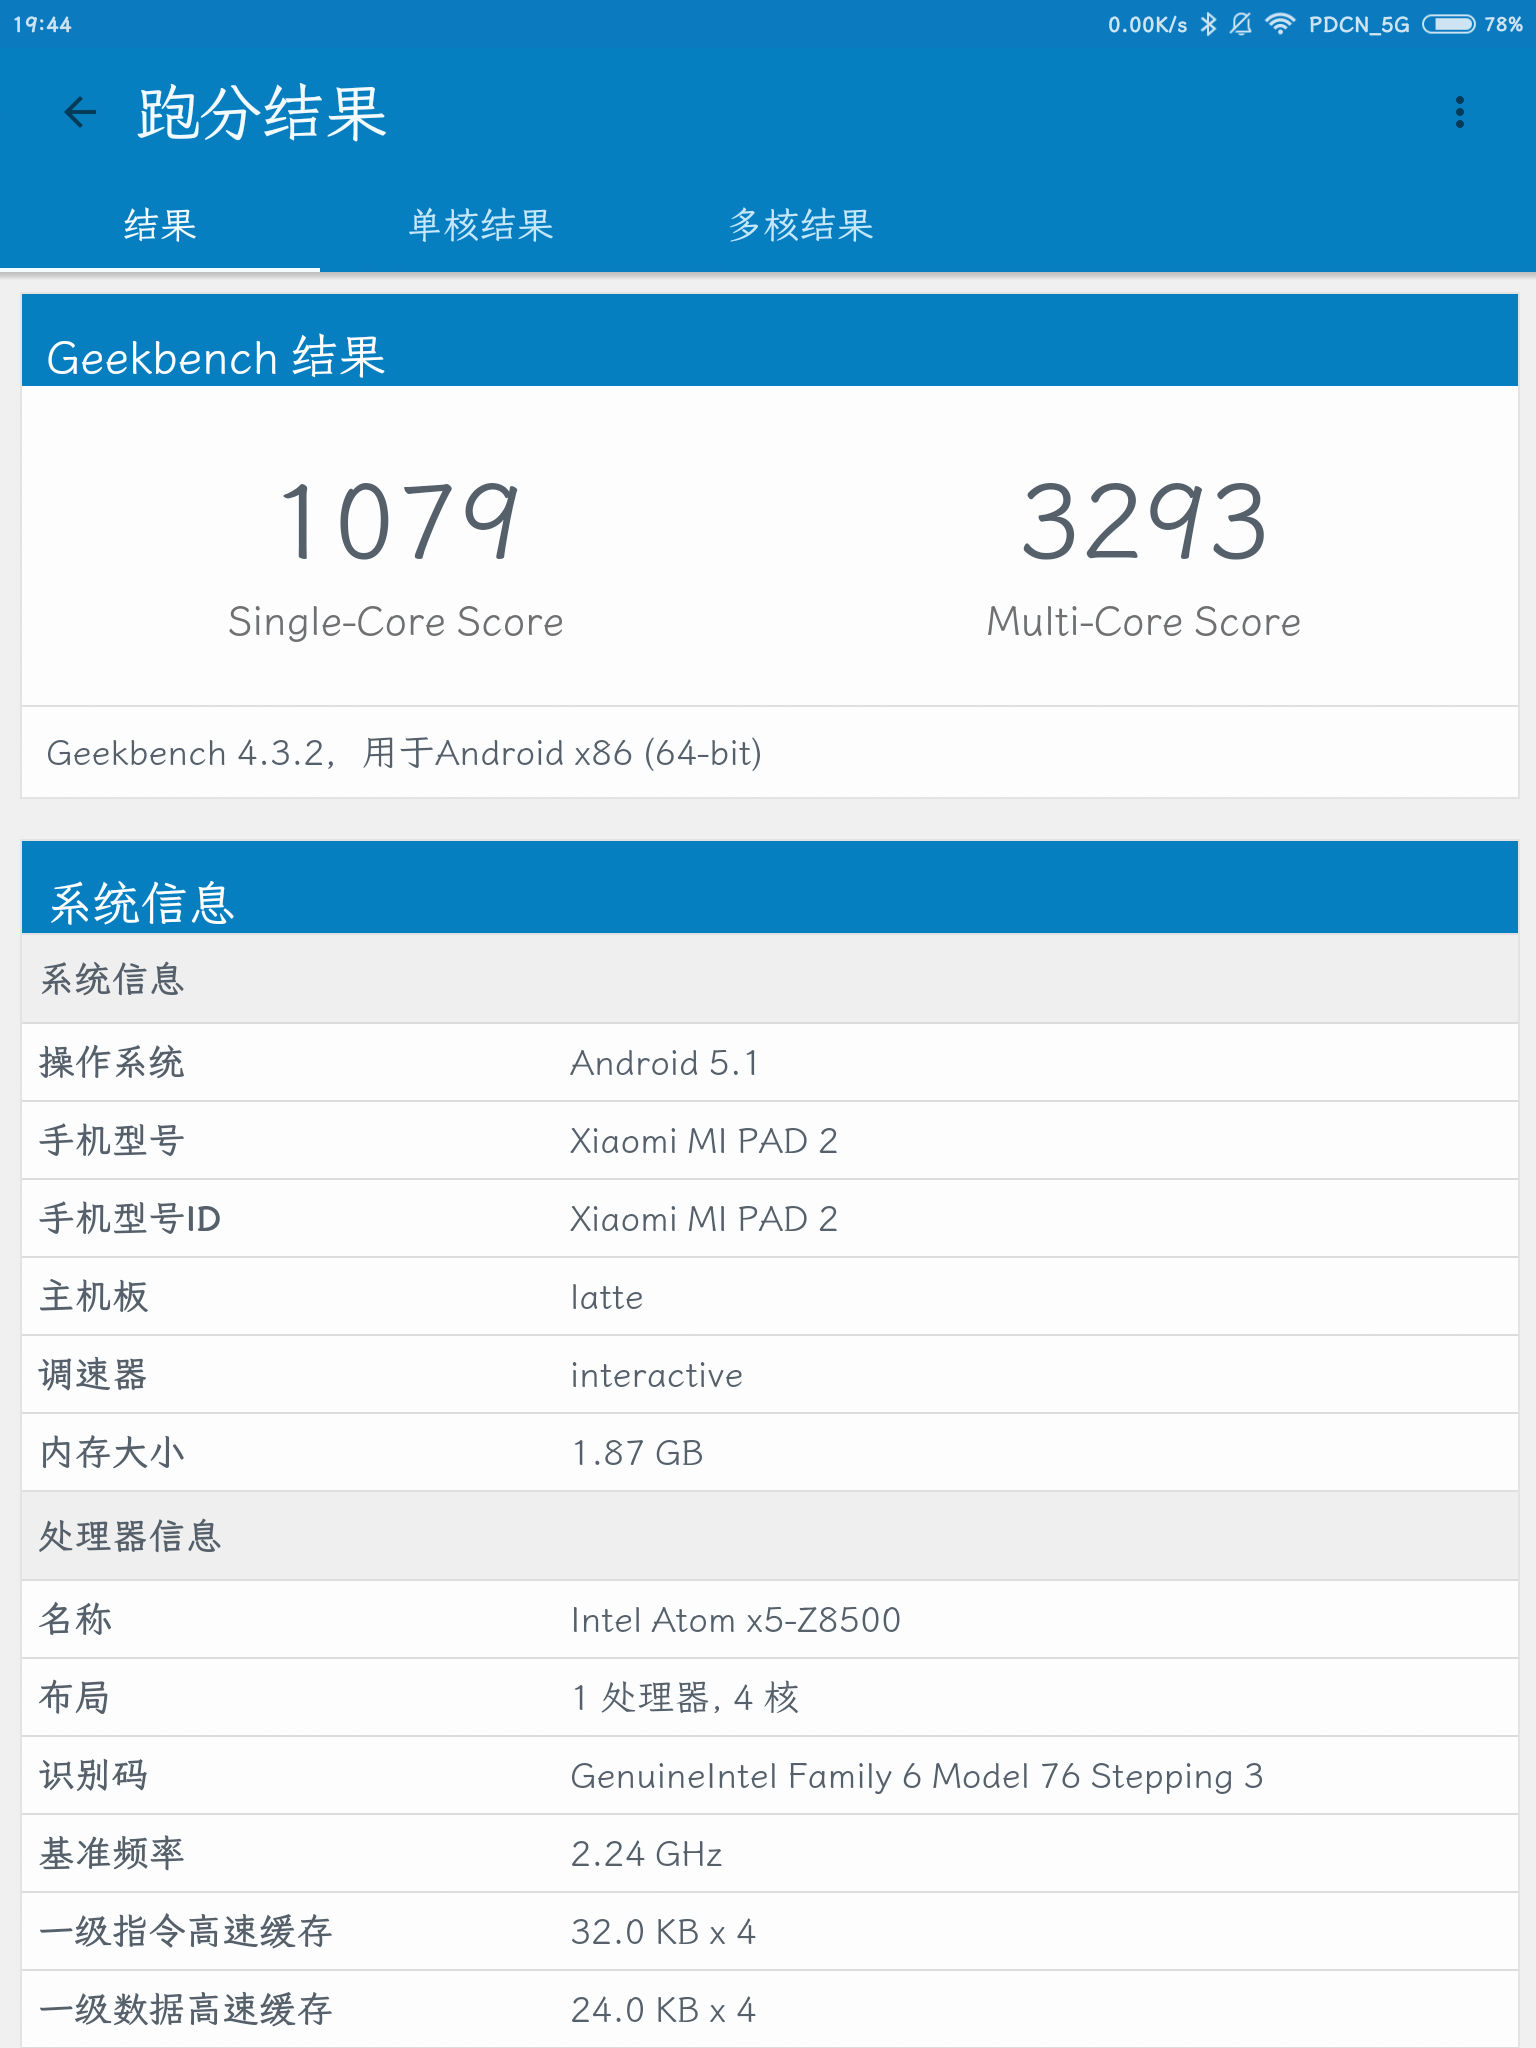 19:44 0.00K/s PDCN_5G 78%
跑分结果
结果 单核结果 多核结果
Geekbench 结果
1079 3293
Single-Core Score Multi-Core Score
Geekbench 4.3.2, 用于Android x86 (64-bit)
系统信息
系统信息
操作系统 Android 5.1
手机型号 Xiaomi MI PAD 2
手机型号ID Xiaomi MI PAD 2
主机板 latte
调速器 interactive
内存大小 1.87 GB
处理器信息
名称 Intel Atom x5-Z8500
布局 1 处理器, 4 核
识别码 GenuineIntel Family 6 Model 76 Stepping 3
基准频率 2.24 GHz
一级指令高速缓存 32.0 KB x 4
一级数据高速缓存 24.0 KB x 4